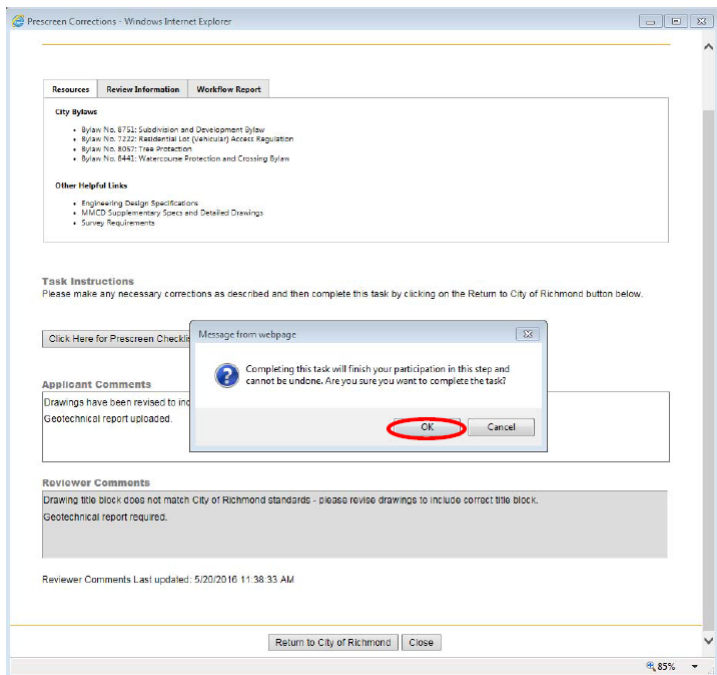 Prescreen Corrections - Windows Internet Explorer
Resources Review Information Workflow Report
City Bylaws
• Bylaw No. 8751: Subdivision and Development Bylaw
• Bylaw No. 7222: Residential Lot (Vehicular) Access Regulation
• Bylaw No. 8057: Tree Protection
• Bylaw No. 8441: Watercourse Protection and Crossing Bylaw
Other Helpful Links
• Engineering Design Specifications
• MMCD Supplementary Specs and Detailed Drawings
• Survey Requirements
Task Instructions
Please make any necessary corrections as described and then complete this task by clicking on the Return to City of Richmond button below.
Click Here for Prescreen Checkli
Message from webpage
Completing this task will finish your participation in this step and
cannot be undone. Are you sure you want to complete the task?
OK Cancel
Applicant Comments
Drawings have been revised to inc
Geotechnical report uploaded.
Reviewer Comments
Drawing title block does not match City of Richmond standards - please revise drawings to include correct title block.
Geotechnical report required.
Reviewer Comments Last updated: 5/20/2016 11:38:33 AM
Return to City of Richmond Close
85%